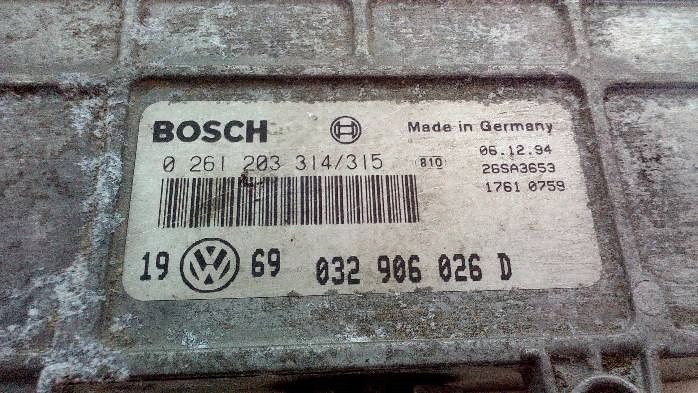 BOSCH
Made in Germany
0 261 203 314/315 810
06.12.94
26SA3653
1761 0759
19 VW 69 032 906 026 D